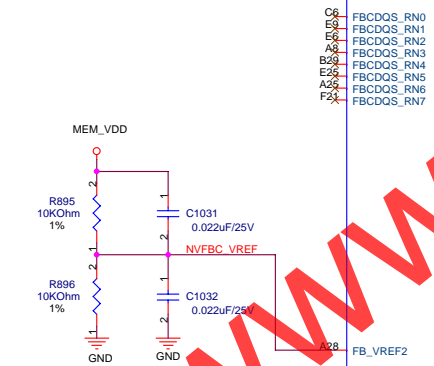 C6 FBCDQS_RN0
E9 FBCDQS_RN1
E6 FBCDQS_RN2
A8 FBCDQS_RN3
B29 FBCDQS_RN4
E25 FBCDQS_RN5
A25 FBCDQS_RN6
F21 FBCDQS_RN7
MEM_VDD
2
1
R895
10KOhm
1%
C1031
0.022uF/25V
1
2
NVFBC_VREF
2
1
R896
10KOhm
1%
C1032
0.022uF/25V
1
2
GND
GND
A28 FB_VREF2
www